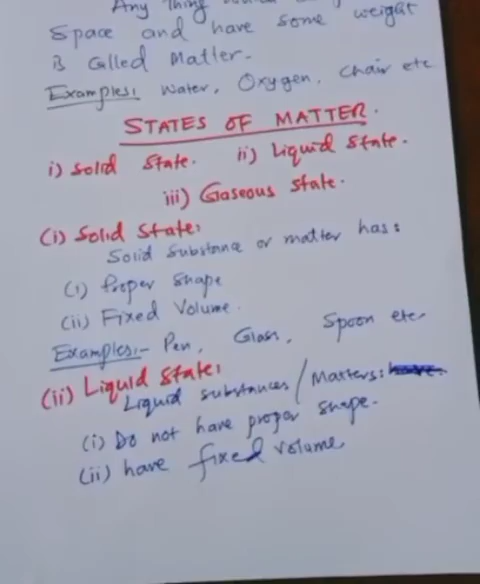 Any Thing
Space and have some weight
is Called Matter.
Examples: Water, Oxygen, Chair etc
STATES OF MATTER.
i) Solid State. ii) Liquid State.
iii) Gaseous State.
(i) Solid State:
Solid Substance or matter has:
(i) Proper Shape
(ii) Fixed Volume.
Examples:- Pen, Glass, Spoon etc
(ii) Liquid State:
Liquid substances / Matters:
(i) Do not have proper shape.
(ii) have fixed volume